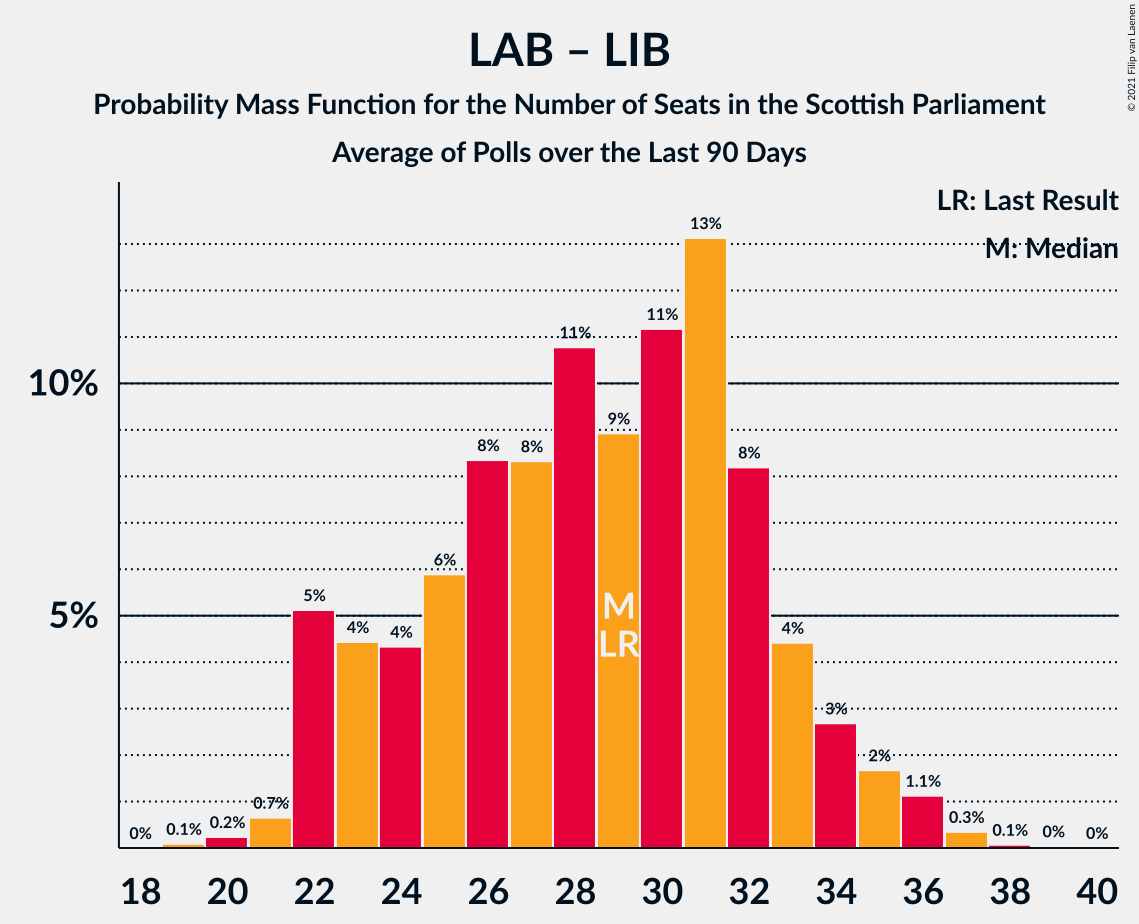 LAB – LIB
Probability Mass Function for the Number of Seats in the Scottish Parliament
Average of Polls over the Last 90 Days
© 2021 Filip van Laenen
LR: Last Result
M: Median
10%
5%
0%
0.1%
0.2%
0.7%
5%
4%
4%
6%
8%
8%
11%
9%
11%
13%
8%
4%
3%
2%
1.1%
0.3%
0.1%
0%
0%
M
LR
18 20 22 24 26 28 30 32 34 36 38 40